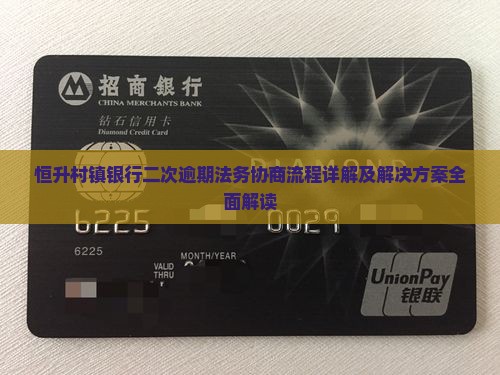 招商銀行
CHINA MERCHANTS BANK
钻石信用卡
Diamond Credit Card
恒升村镇银行二次逾期法务协商流程详解及解决方案全
面解读
6225 0029
6225
MONTH/YEAR
VALID
THRU
UnionPay
银联